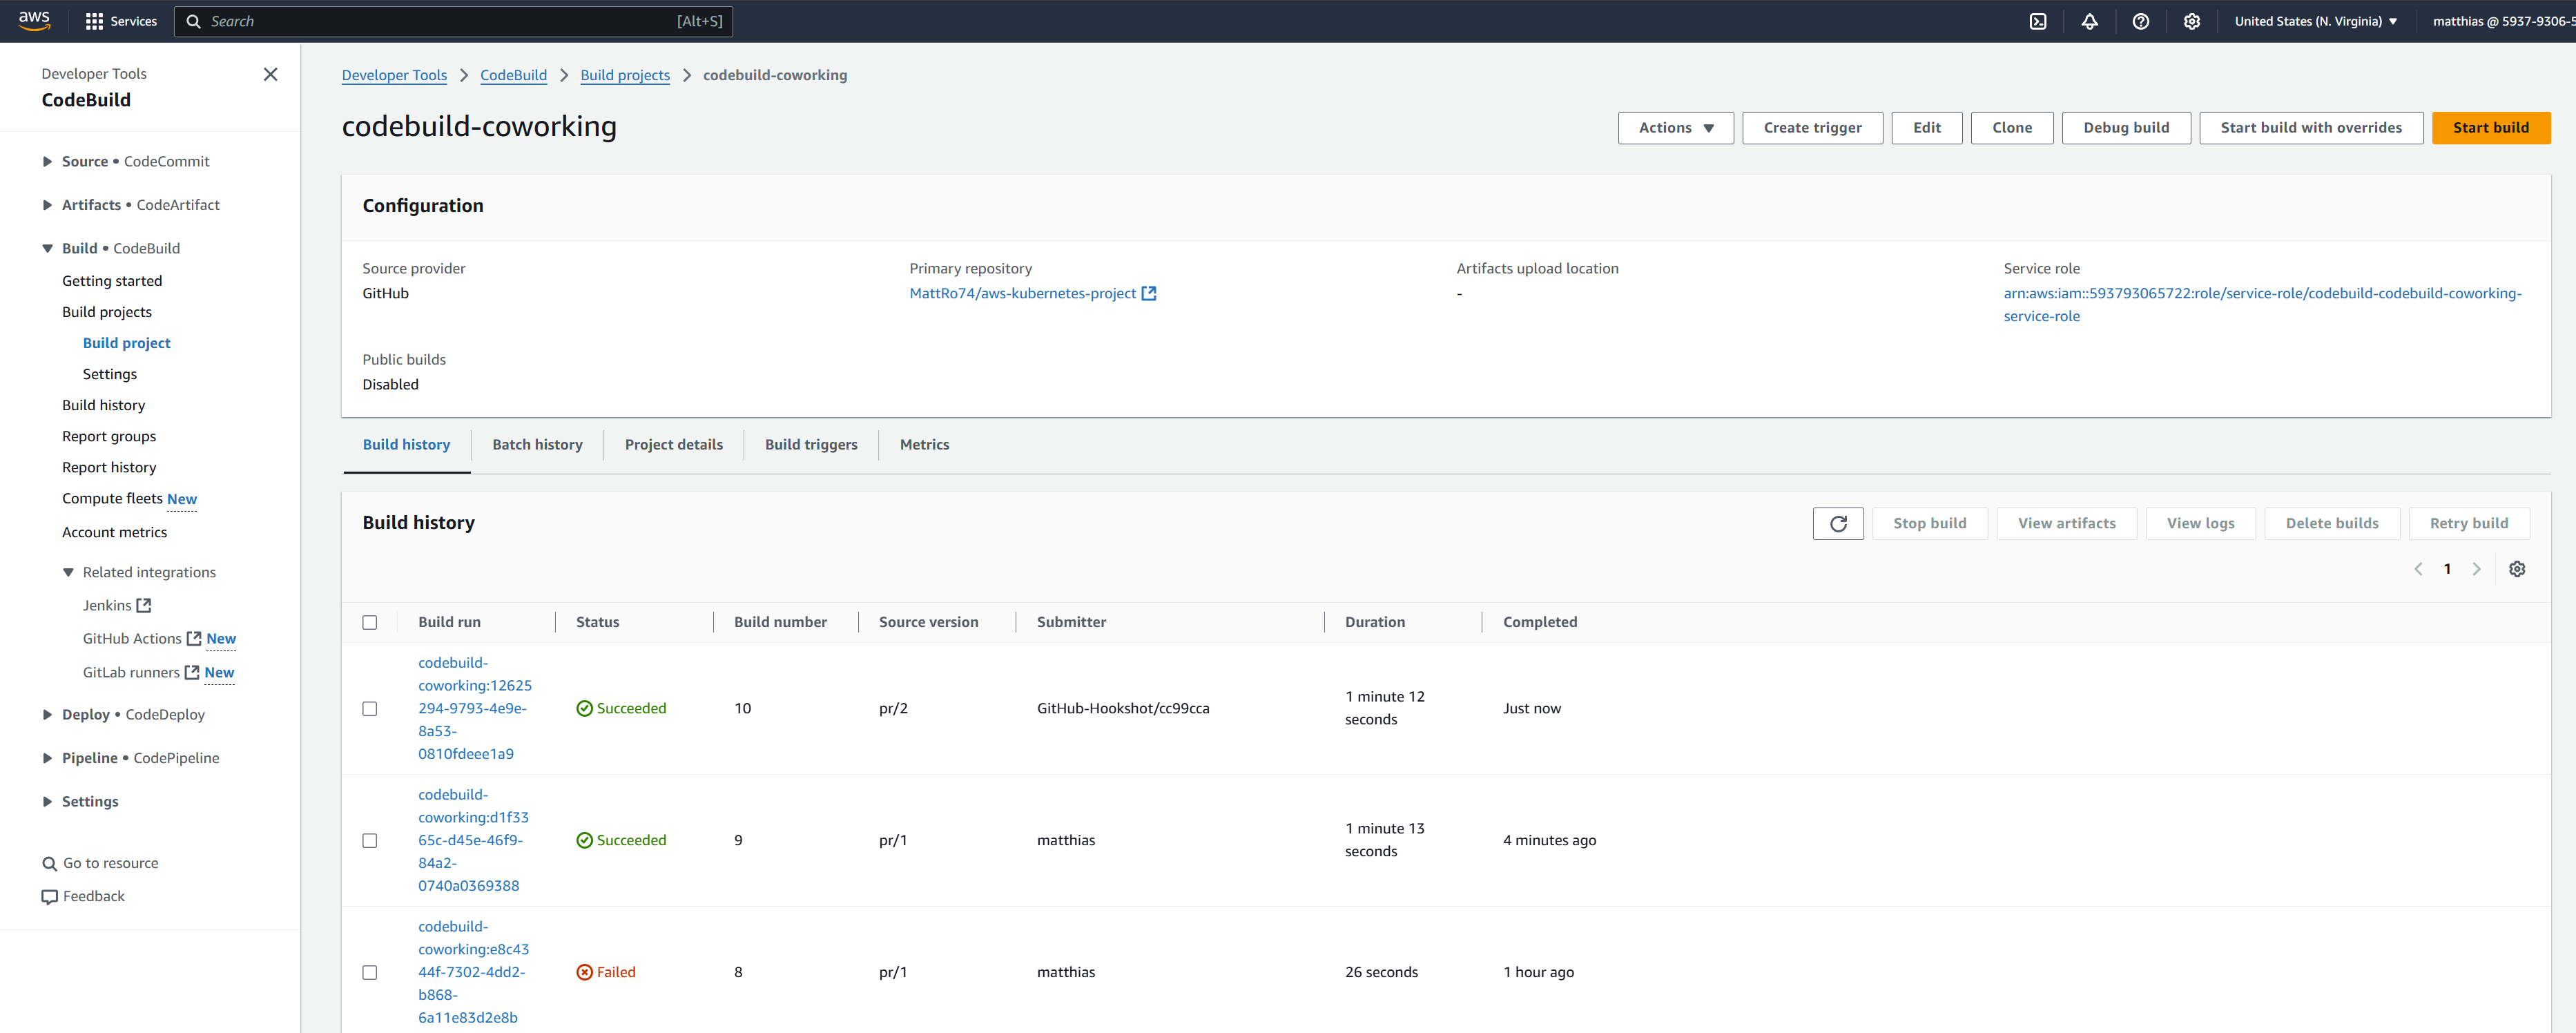 aws
Services
Search
[Alt+S]
United States (N. Virginia)
matthias @ 5937-9306-5
Developer Tools
CodeBuild
Source • CodeCommit
Artifacts • CodeArtifact
Build • CodeBuild
Getting started
Build projects
Build project
Settings
Build history
Report groups
Report history
Compute fleets New
Account metrics
Related integrations
Jenkins
GitHub Actions New
GitLab runners New
Deploy • CodeDeploy
Pipeline • CodePipeline
Settings
Go to resource
Feedback
Developer Tools
CodeBuild
Build projects
codebuild-coworking
codebuild-coworking
Actions
Create trigger
Edit
Clone
Debug build
Start build with overrides
Start build
Configuration
Source provider
GitHub
Primary repository
MattRo74/aws-kubernetes-project
Artifacts upload location
-
Service role
arn:aws:iam::593793065722:role/service-role/codebuild-codebuild-coworking-
service-role
Public builds
Disabled
Build history
Batch history
Project details
Build triggers
Metrics
Build history
Stop build
View artifacts
View logs
Delete builds
Retry build
1
Build run
Status
Build number
Source version
Submitter
Duration
Completed
codebuild-
coworking:12625
294-9793-4e9e-
8a53-
0810fdeee1a9
Succeeded
10
pr/2
GitHub-Hookshot/cc99cca
1 minute 12
seconds
Just now
codebuild-
coworking:d1f33
65c-d45e-46f9-
84a2-
0740a0369388
Succeeded
9
pr/1
matthias
1 minute 13
seconds
4 minutes ago
codebuild-
coworking:e8c43
44f-7302-4dd2-
b868-
6a11e83d2e8b
Failed
8
pr/1
matthias
26 seconds
1 hour ago